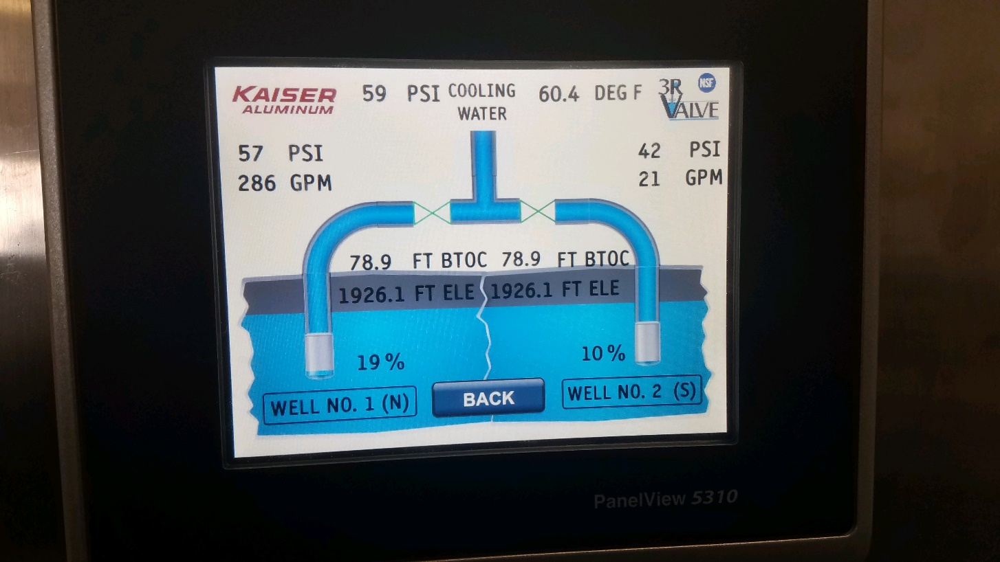 KAISER
ALUMINUM
59 PSI
COOLING
WATER
60.4 DEG F
3R
VALVE
NSF
57 PSI
286 GPM
42 PSI
21 GPM
78.9 FT BTOC
78.9 FT BTOC
1926.1 FT ELE
1926.1 FT ELE
19 %
10 %
WELL NO. 1 (N)
BACK
WELL NO. 2 (S)
PanelView 5310